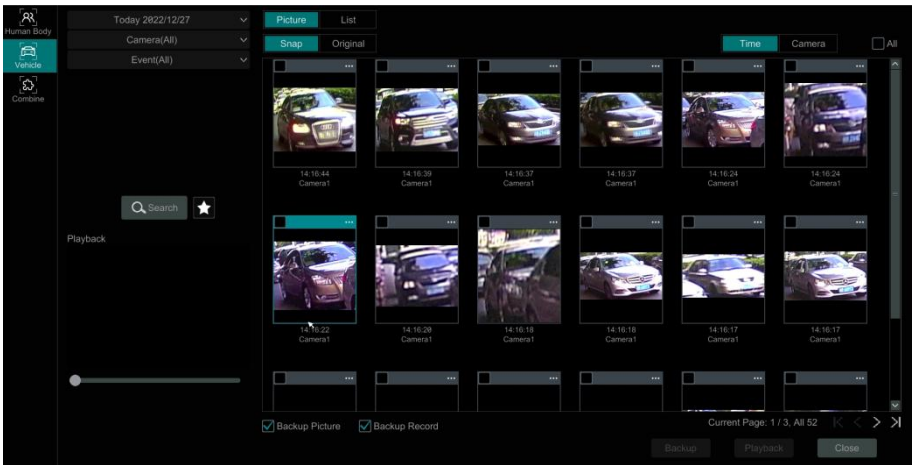 Human Body
Vehicle
Combine
Today 2022/12/27
Camera(All)
Event(All)
Search
Playback
Picture List
Snap Original
Time Camera All
14:16:44
Camera1
14:16:39
Camera1
14:16:37
Camera1
14:16:37
Camera1
14:16:24
Camera1
14:16:24
Camera1
14:16:22
Camera1
14:16:20
Camera1
14:16:18
Camera1
14:16:18
Camera1
14:16:17
Camera1
14:16:17
Camera1
Backup Picture Backup Record
Current Page: 1 / 3, All 52
Backup Playback Close